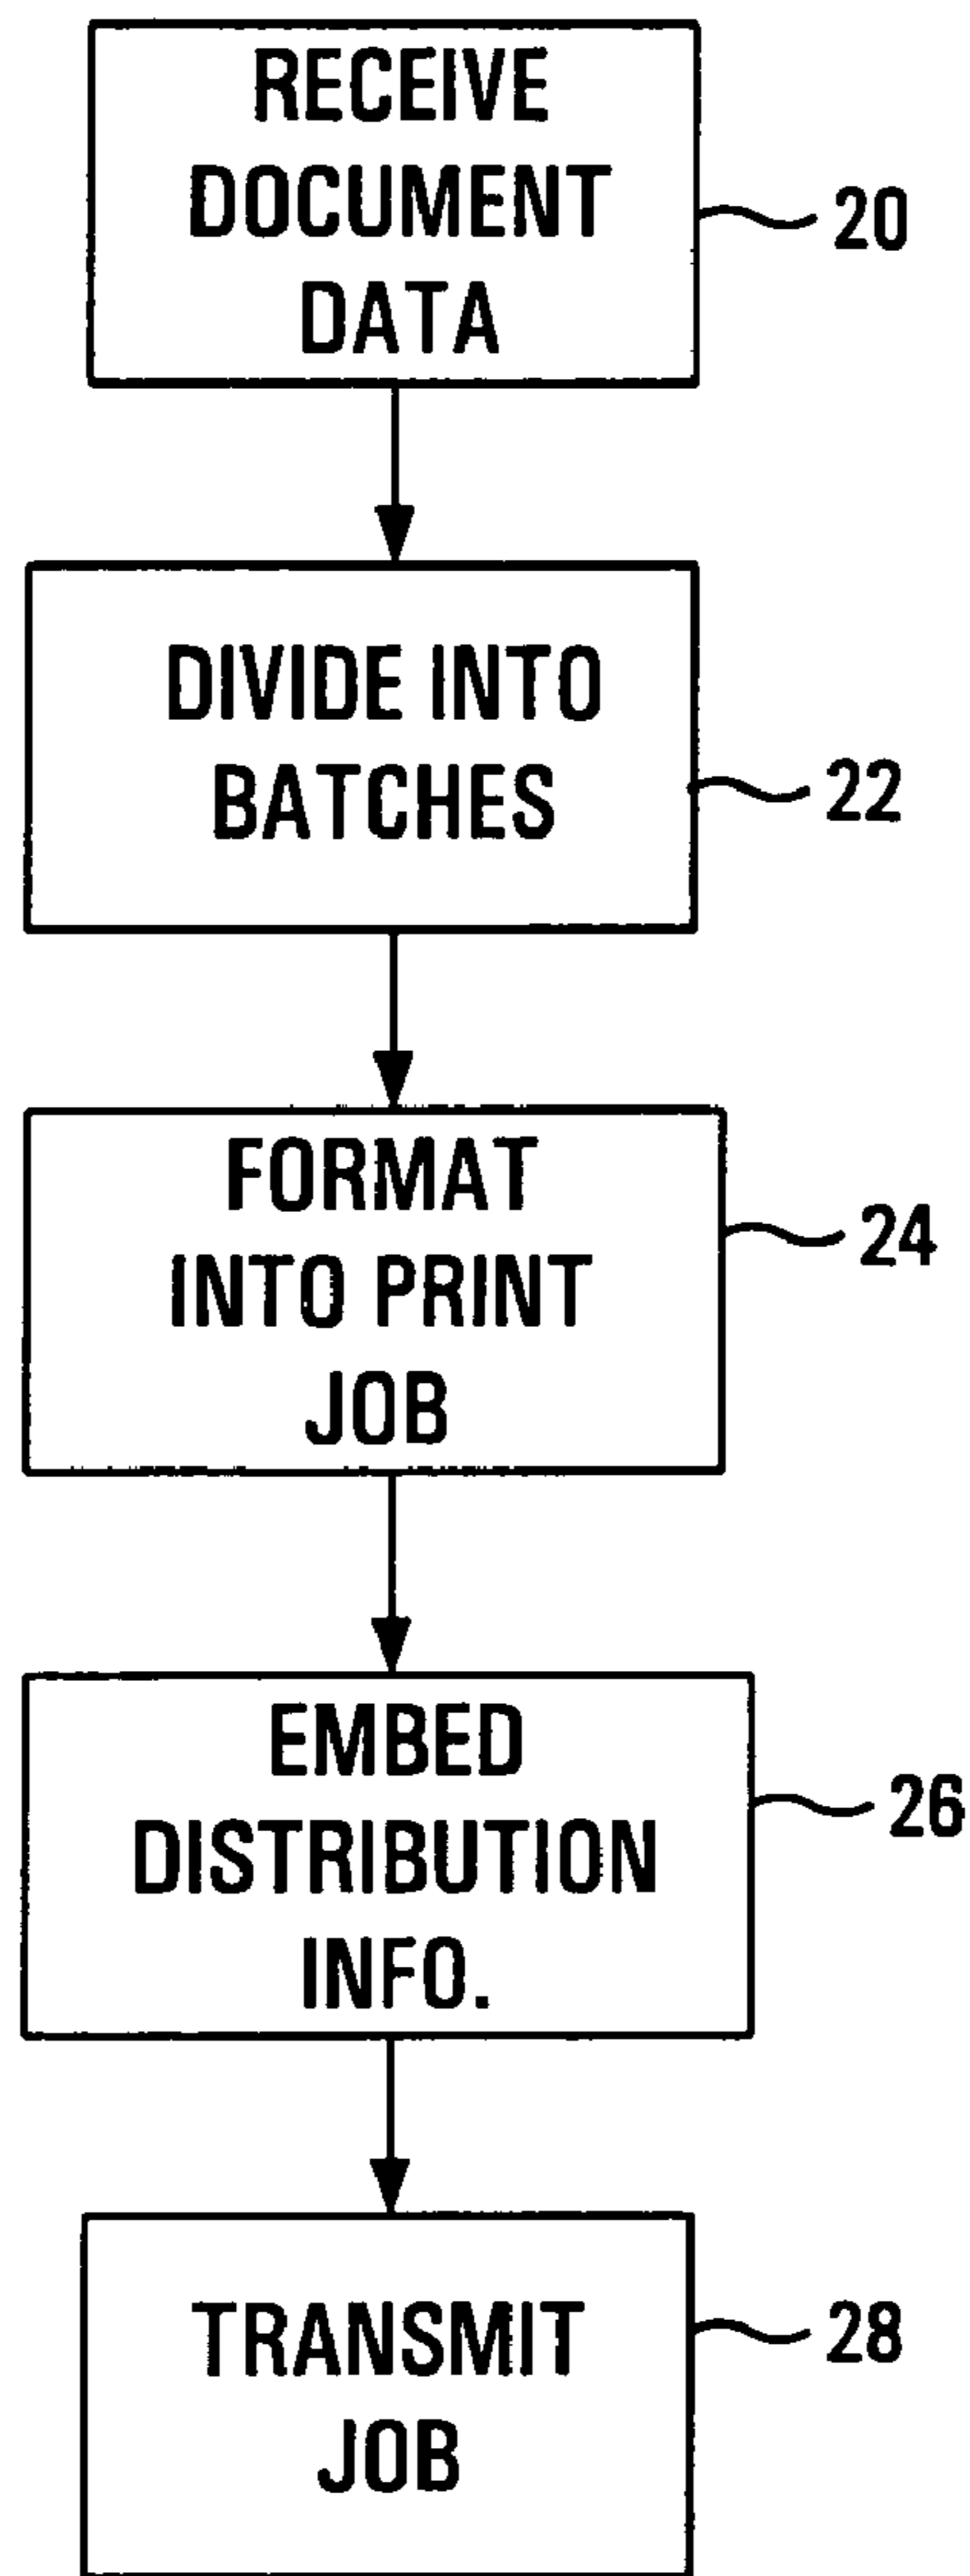 RECEIVE
DOCUMENT
DATA
20
DIVIDE INTO
BATCHES
22
FORMAT
INTO PRINT
JOB
24
EMBED
DISTRIBUTION
INFO.
26
TRANSMIT
JOB
28